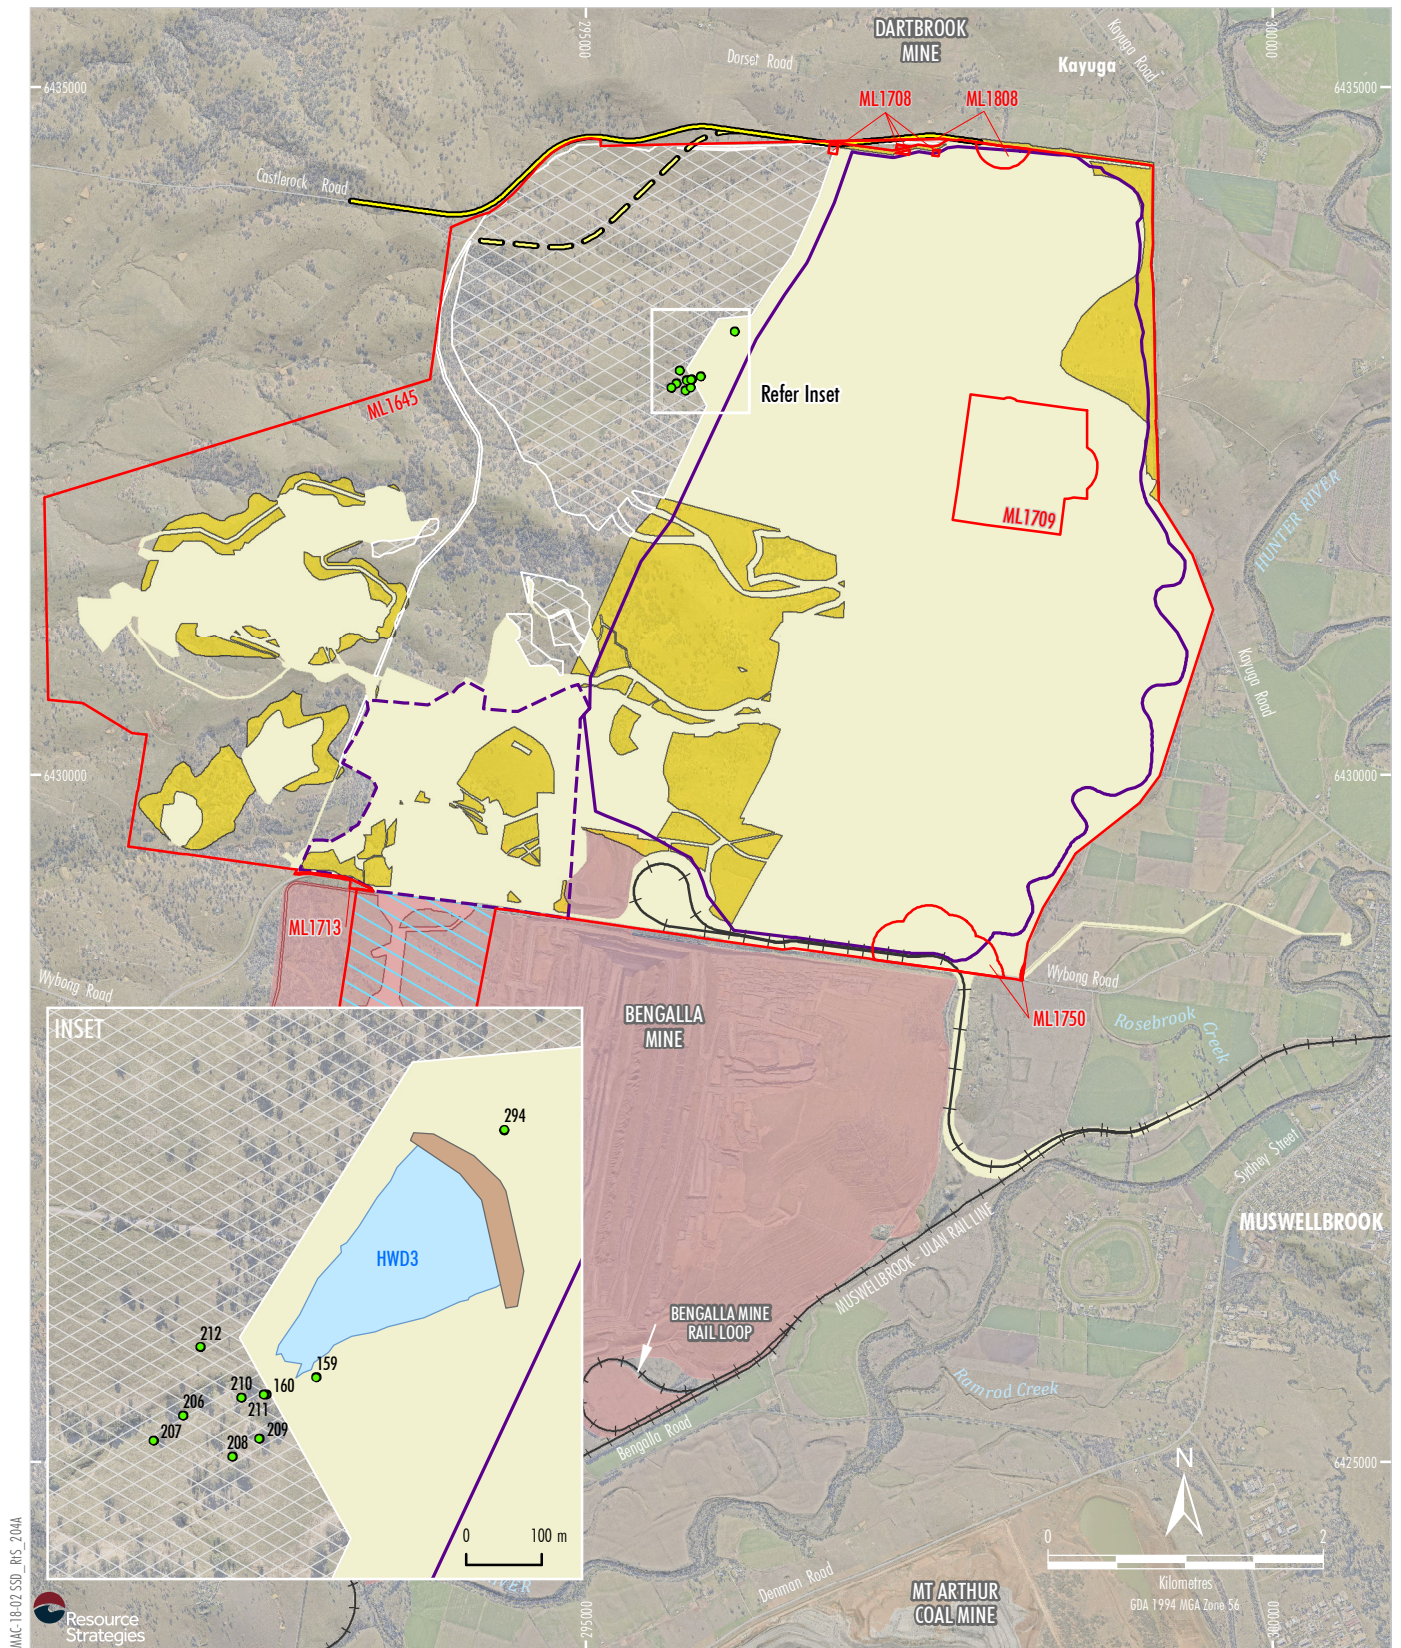 DARTBROOK
MINE
295000
300000
Dorset Road
Kayuga
Kayuga Road
6435000
6435000
ML1708
ML1808
Castlerock Road
Refer Inset
ML1645
ML1709
HUNTER RIVER
Kayuga Road
6430000
6430000
ML1713
Wybong Road
Wybong Road
BENGALLA
MINE
ML1750
Rosebrook Creek
INSET
294
HWD3
212
159
210
160
206
211
207
209
208
0
100 m
Sydney Street
MUSWELLBROOK
MUSWELLBROOK - ULAN RAIL LINE
BENGALLA MINE
RAIL LOOP
Ramrod Creek
Bengalla Road
6425000
N
0
2
Kilometres
GDA 1994 MGA Zone 56
Denman Road
MT ARTHUR
COAL MINE
295000
300000
MAC-18-02 SSD_RtS_204A
Resource
Strategies